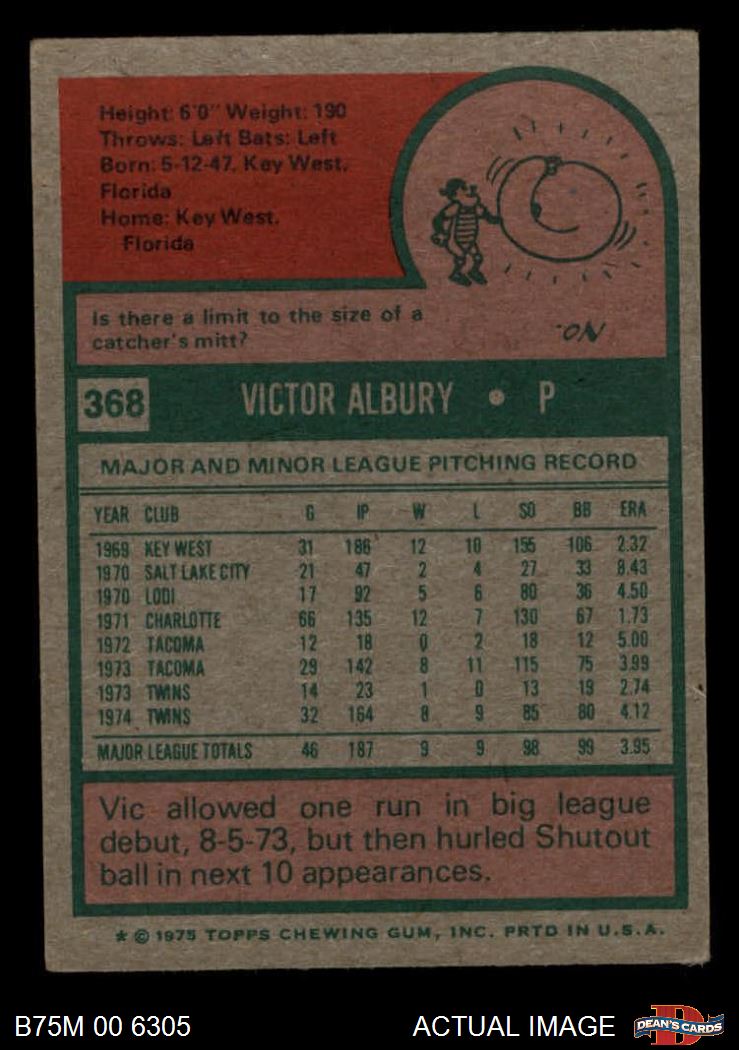 Height: 6'0" Weight: 190
Throws: Left Bats: Left
Born: 5-12-47, Key West,
Florida
Home: Key West,
Florida
Is there a limit to the size of a
catcher's mitt?
NO.
368 VICTOR ALBURY • P
MAJOR AND MINOR LEAGUE PITCHING RECORD
YEAR CLUB G IP W L SO BB ERA
1969 KEY WEST 31 186 12 10 155 106 2.32
1970 SALT LAKE CITY 21 47 2 4 27 33 8.43
1970 LODI 17 92 5 6 80 36 4.50
1971 CHARLOTTE 66 135 12 7 130 67 1.73
1972 TACOMA 12 18 0 2 18 12 5.00
1973 TACOMA 29 142 8 11 115 75 3.99
1973 TWINS 14 23 1 0 13 19 2.74
1974 TWINS 32 164 8 9 85 80 4.12
MAJOR LEAGUE TOTALS 46 187 9 9 98 99 3.95
Vic allowed one run in big league
debut, 8-5-73, but then hurled Shutout
ball in next 10 appearances.
* © 1975 TOPPS CHEWING GUM, INC. PRTD IN U.S.A.
B75M 00 6305 ACTUAL IMAGE D DEAN'S CARDS